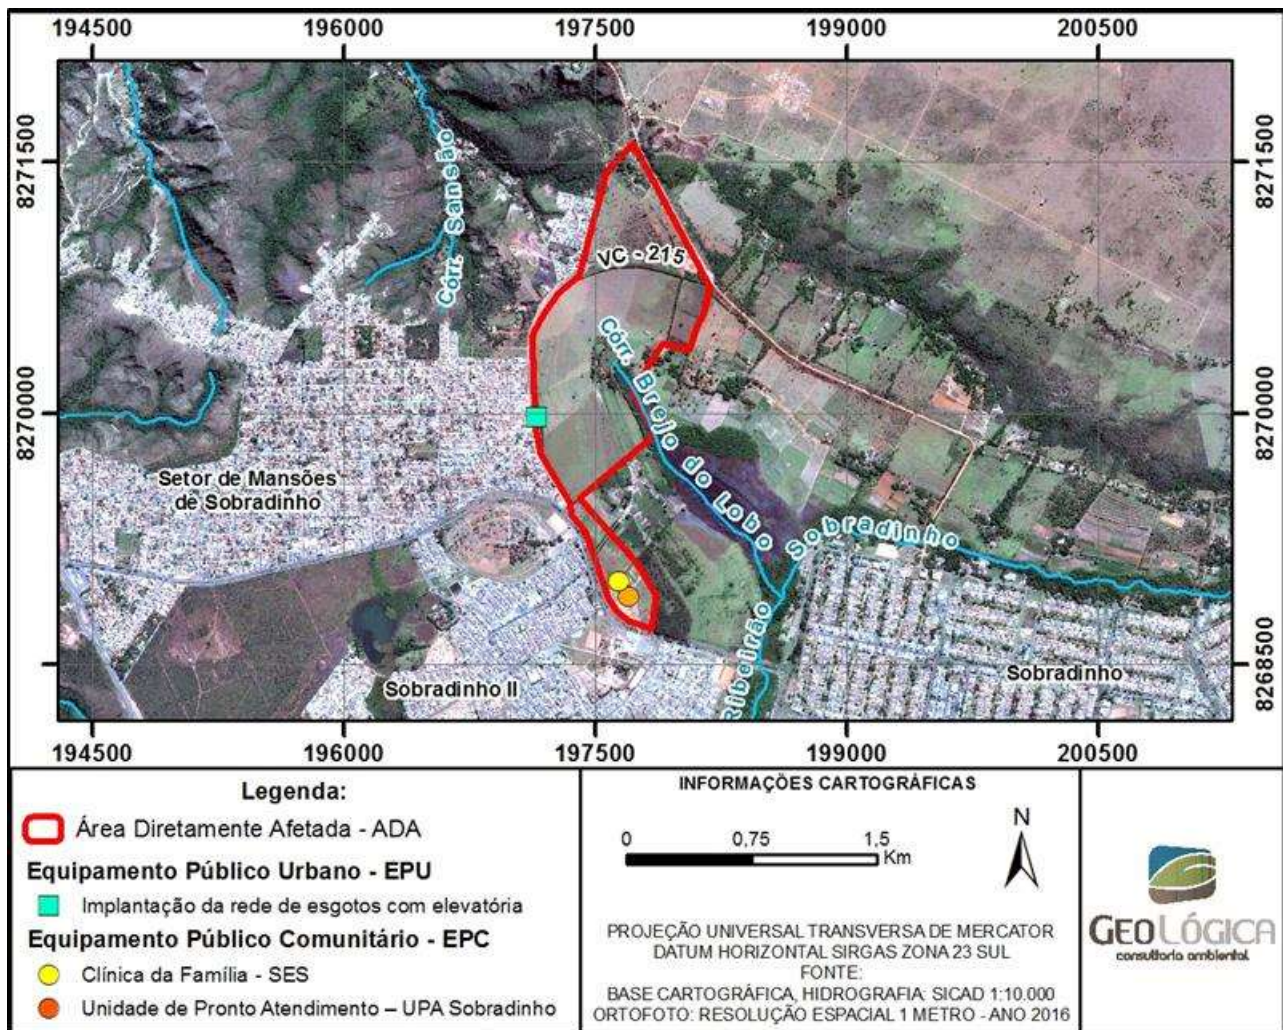 194500 196000 197500 199000 200500
8271500
8271500
Córr. Sansão
VC - 215
Córr. Brejo do Lobo
8270000
8270000
Setor de Mansões
de Sobradinho
Ribeirão Sobradinho
8268500
Sobradinho
Sobradinho II
194500 196000 197500 199000 200500
Legenda:
Área Diretamente Afetada - ADA
Equipamento Público Urbano - EPU
Implantação da rede de esgotos com elevatória
Equipamento Público Comunitário - EPC
Clínica da Família - SES
Unidade de Pronto Atendimento – UPA Sobradinho
INFORMAÇÕES CARTOGRÁFICAS
0 0,75 1,5
Km
N
PROJEÇÃO UNIVERSAL TRANSVERSA DE MERCATOR
DATUM HORIZONTAL SIRGAS ZONA 23 SUL
FONTE:
BASE CARTOGRÁFICA, HIDROGRAFIA: SICAD 1:10.000
ORTOFOTO: RESOLUÇÃO ESPACIAL 1 METRO - ANO 2016
GEOLÓGICA
consultoria ambiental